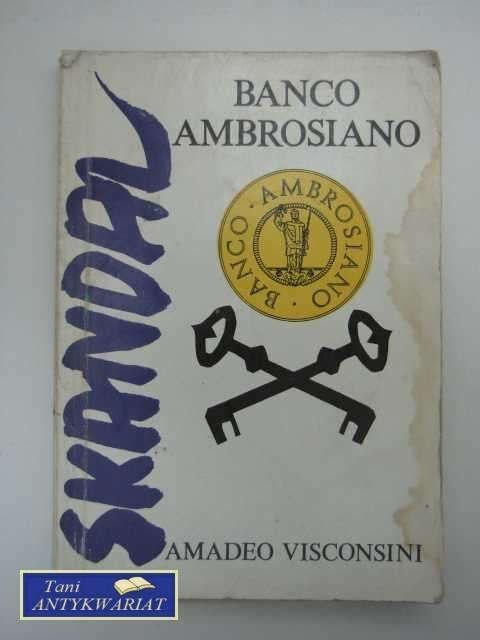 BANCO
AMBROSIANO
SKANDAL
BANCO · AMBROSIANO ·
AMADEO VISCONSINI
Tani
ANTYKWARIAT